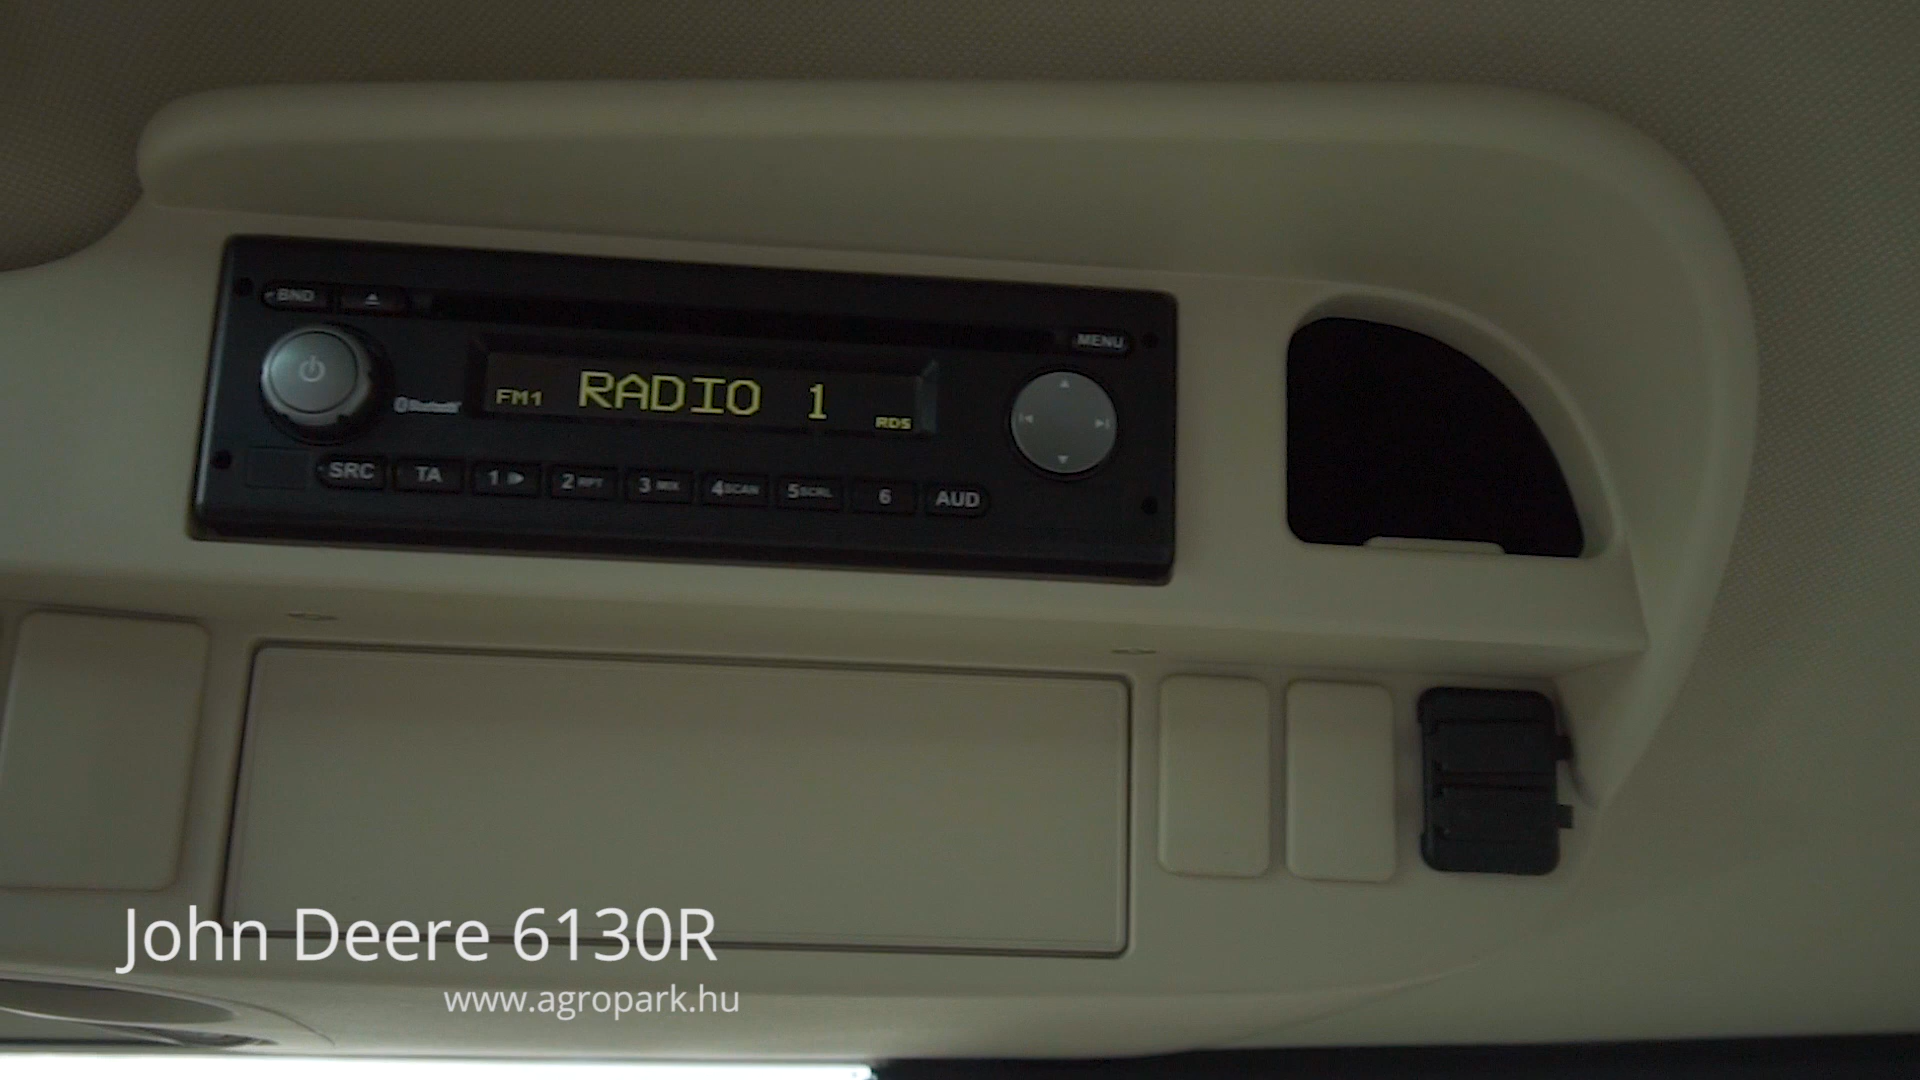 BND
MENU
Bluetooth
FM1 RADIO 1 RDS
SRC TA 1 2 RPT 3 MIX 4 SCAN 5 SCRL 6 AUD
John Deere 6130R
www.agropark.hu